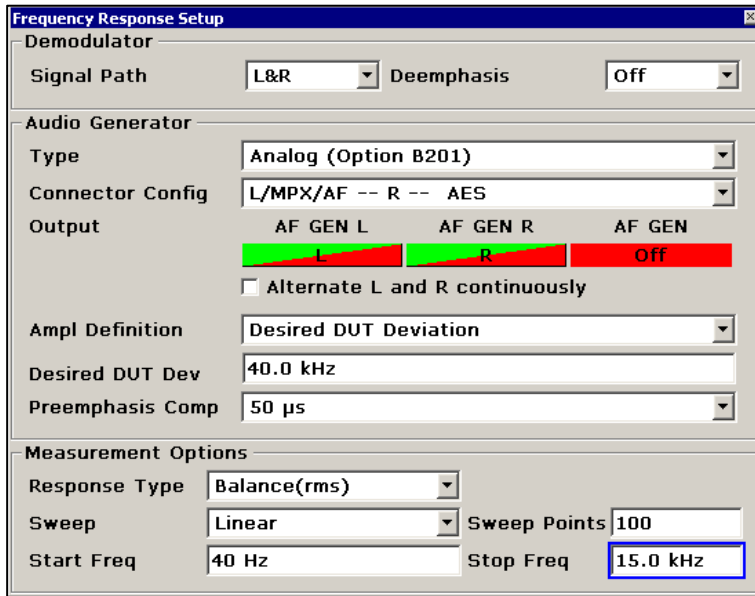 Frequency Response Setup
Demodulator
Signal Path L&R Deemphasis Off
Audio Generator
Type Analog (Option B201)
Connector Config L/MPX/AF -- R -- AES
Output AF GEN L AF GEN R AF GEN
L R Off
Alternate L and R continuously
Ampl Definition Desired DUT Deviation
Desired DUT Dev 40.0 kHz
Preemphasis Comp 50 µs
Measurement Options
Response Type Balance(rms)
Sweep Linear Sweep Points 100
Start Freq 40 Hz Stop Freq 15.0 kHz